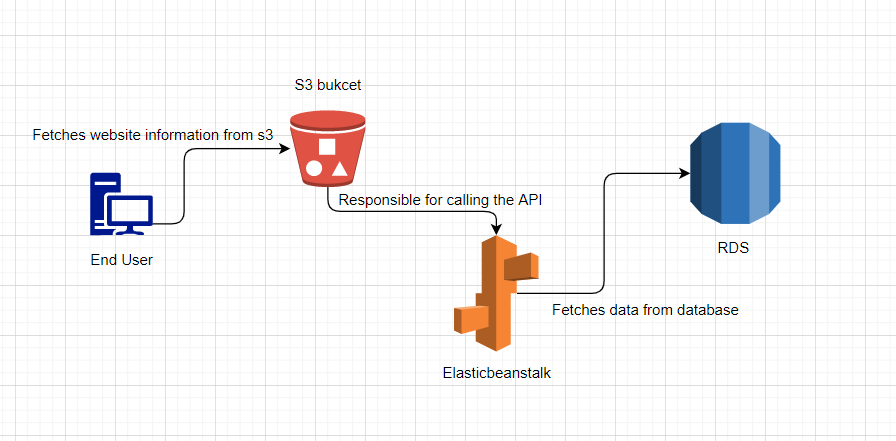 S3 bukcet
Fetches website information from s3
Responsible for calling the API
End User
RDS
Fetches data from database
Elasticbeanstalk